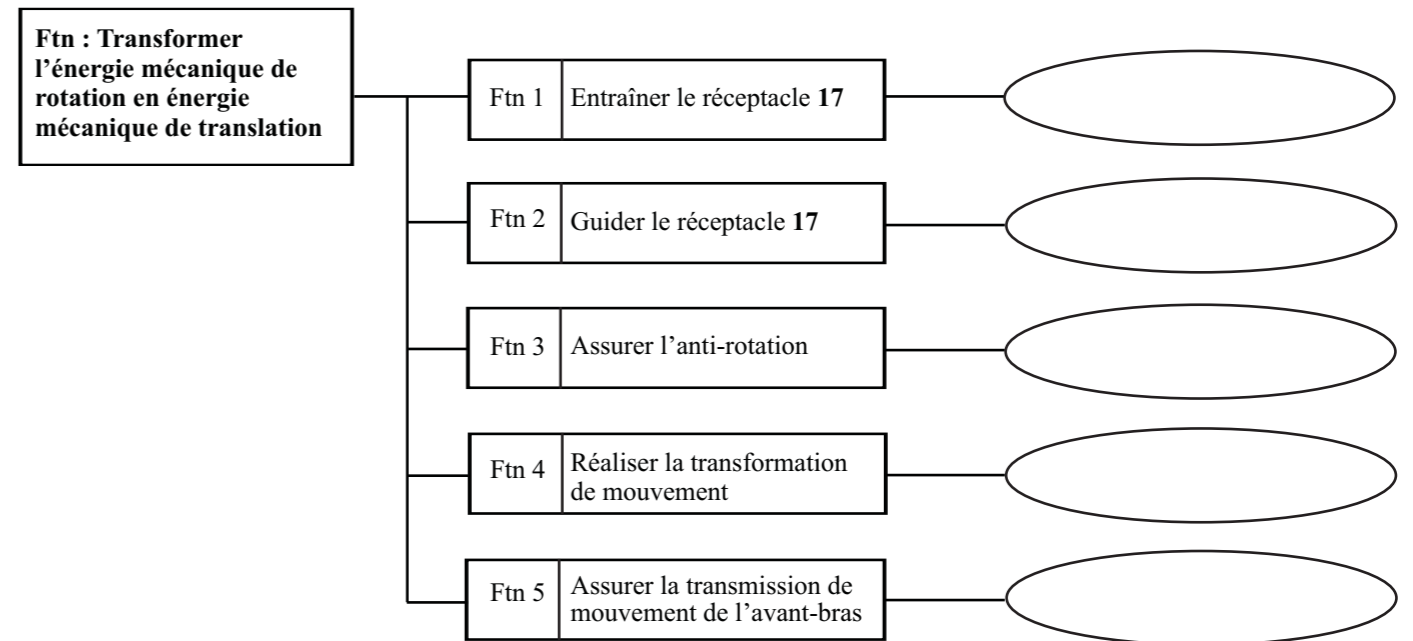 Ftn : Transformer
l’énergie mécanique de
rotation en énergie
mécanique de translation
Ftn 1 Entraîner le réceptacle 17
Ftn 2 Guider le réceptacle 17
Ftn 3 Assurer l’anti-rotation
Ftn 4 Réaliser la transformation
de mouvement
Ftn 5 Assurer la transmission de
mouvement de l’avant-bras